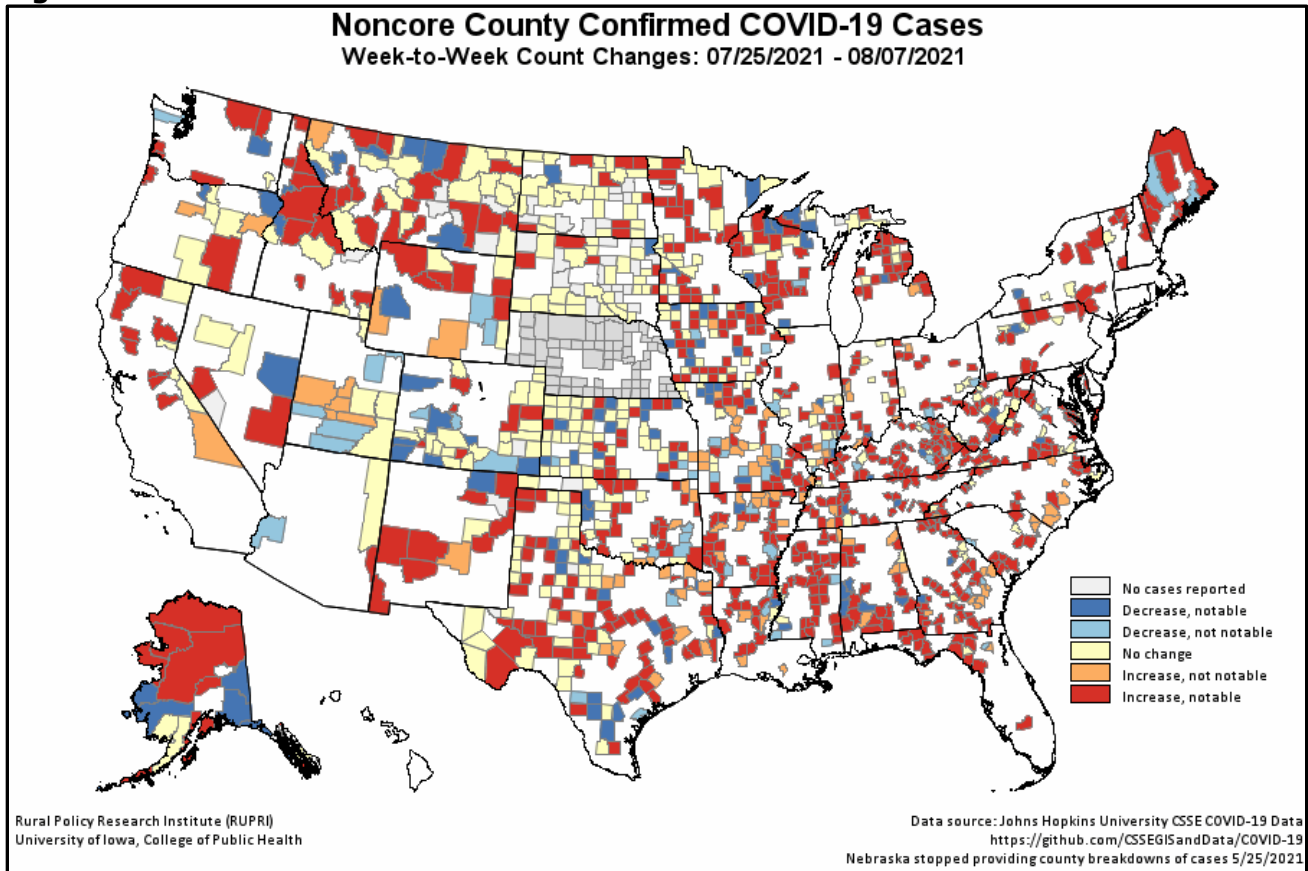 Noncore County Confirmed COVID-19 Cases
Week-to-Week Count Changes: 07/25/2021 - 08/07/2021
No cases reported
Decrease, notable
Decrease, not notable
No change
Increase, not notable
Increase, notable
Rural Policy Research Institute (RUPRI)
University of Iowa, College of Public Health
Data source: Johns Hopkins University CSSE COVID-19 Data
https://github.com/CSSEGISandData/COVID-19
Nebraska stopped providing county breakdowns of cases 5/25/2021